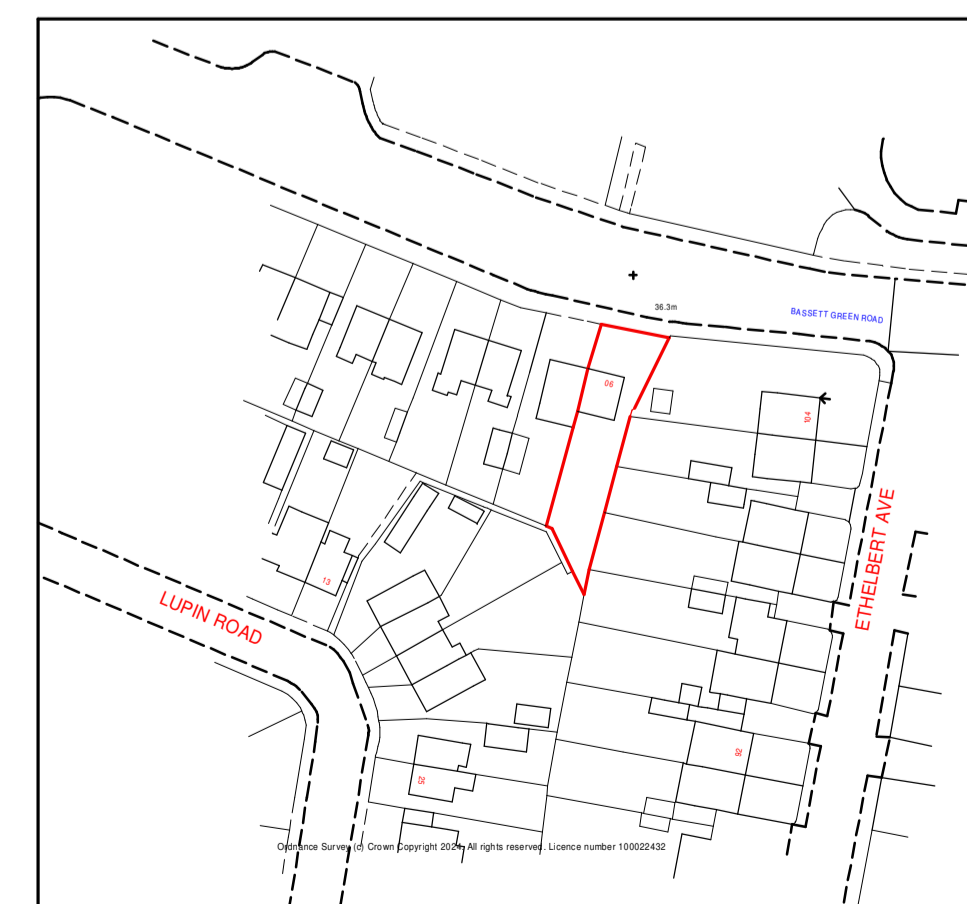 36.3m
BASSETT GREEN ROAD
06
104
ETHELBERT AVE
13
LUPIN ROAD
92
25
Ordnance Survey (c) Crown Copyright 2024. All rights reserved. Licence number 100022432